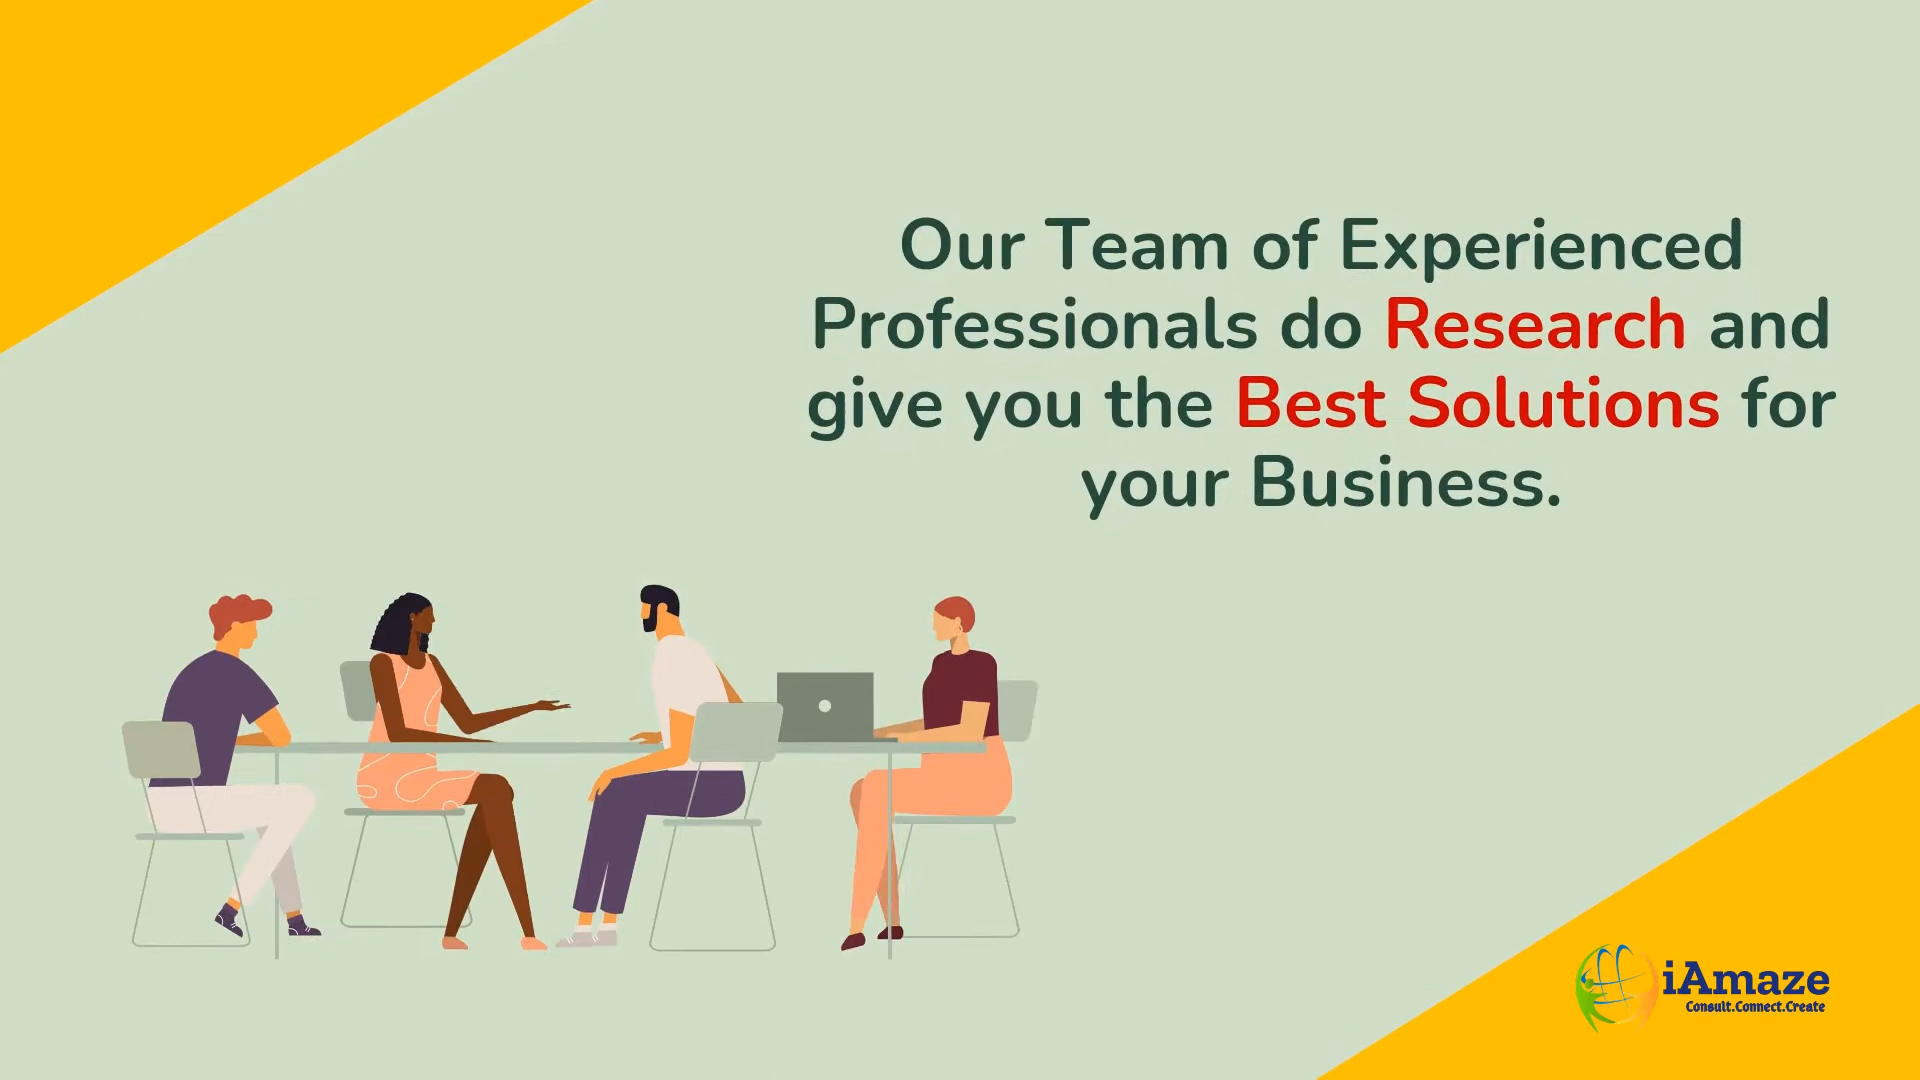 Our Team of Experienced
Professionals do Research and
give you the Best Solutions for
your Business.
iAmaze
Consult.Connect.Create